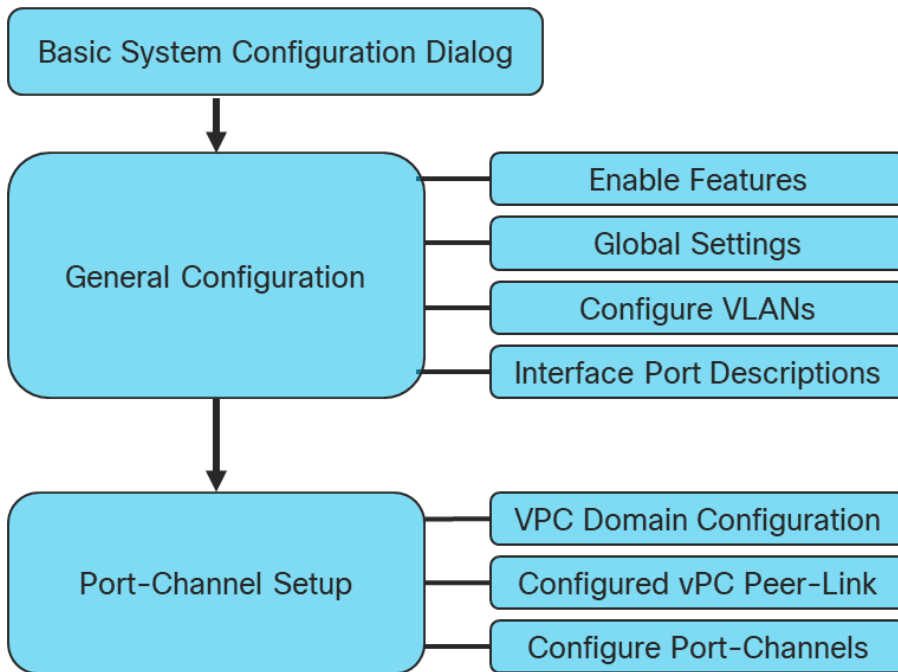 Basic System Configuration Dialog
General Configuration
Enable Features
Global Settings
Configure VLANs
Interface Port Descriptions
Port-Channel Setup
VPC Domain Configuration
Configured vPC Peer-Link
Configure Port-Channels